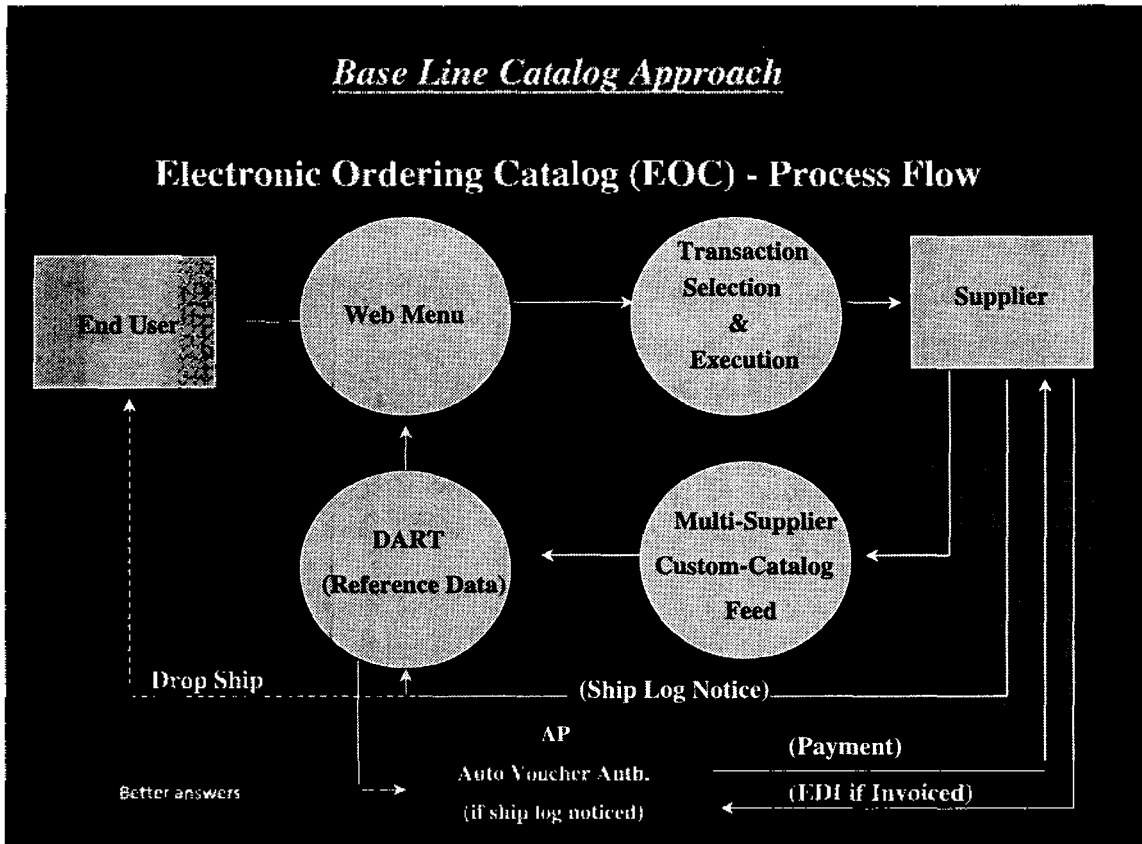 Base Line Catalog Approach
Electronic Ordering Catalog (EOC) - Process Flow
End User
Web Menu
Transaction
Selection
&
Execution
Supplier
DART
(Reference Data)
Multi-Supplier
Custom-Catalog
Feed
Drop Ship
(Ship Log Notice)
AP
Auto Voucher Auth.
(if ship log noticed)
(Payment)
(EDI if Invoiced)
Better answers